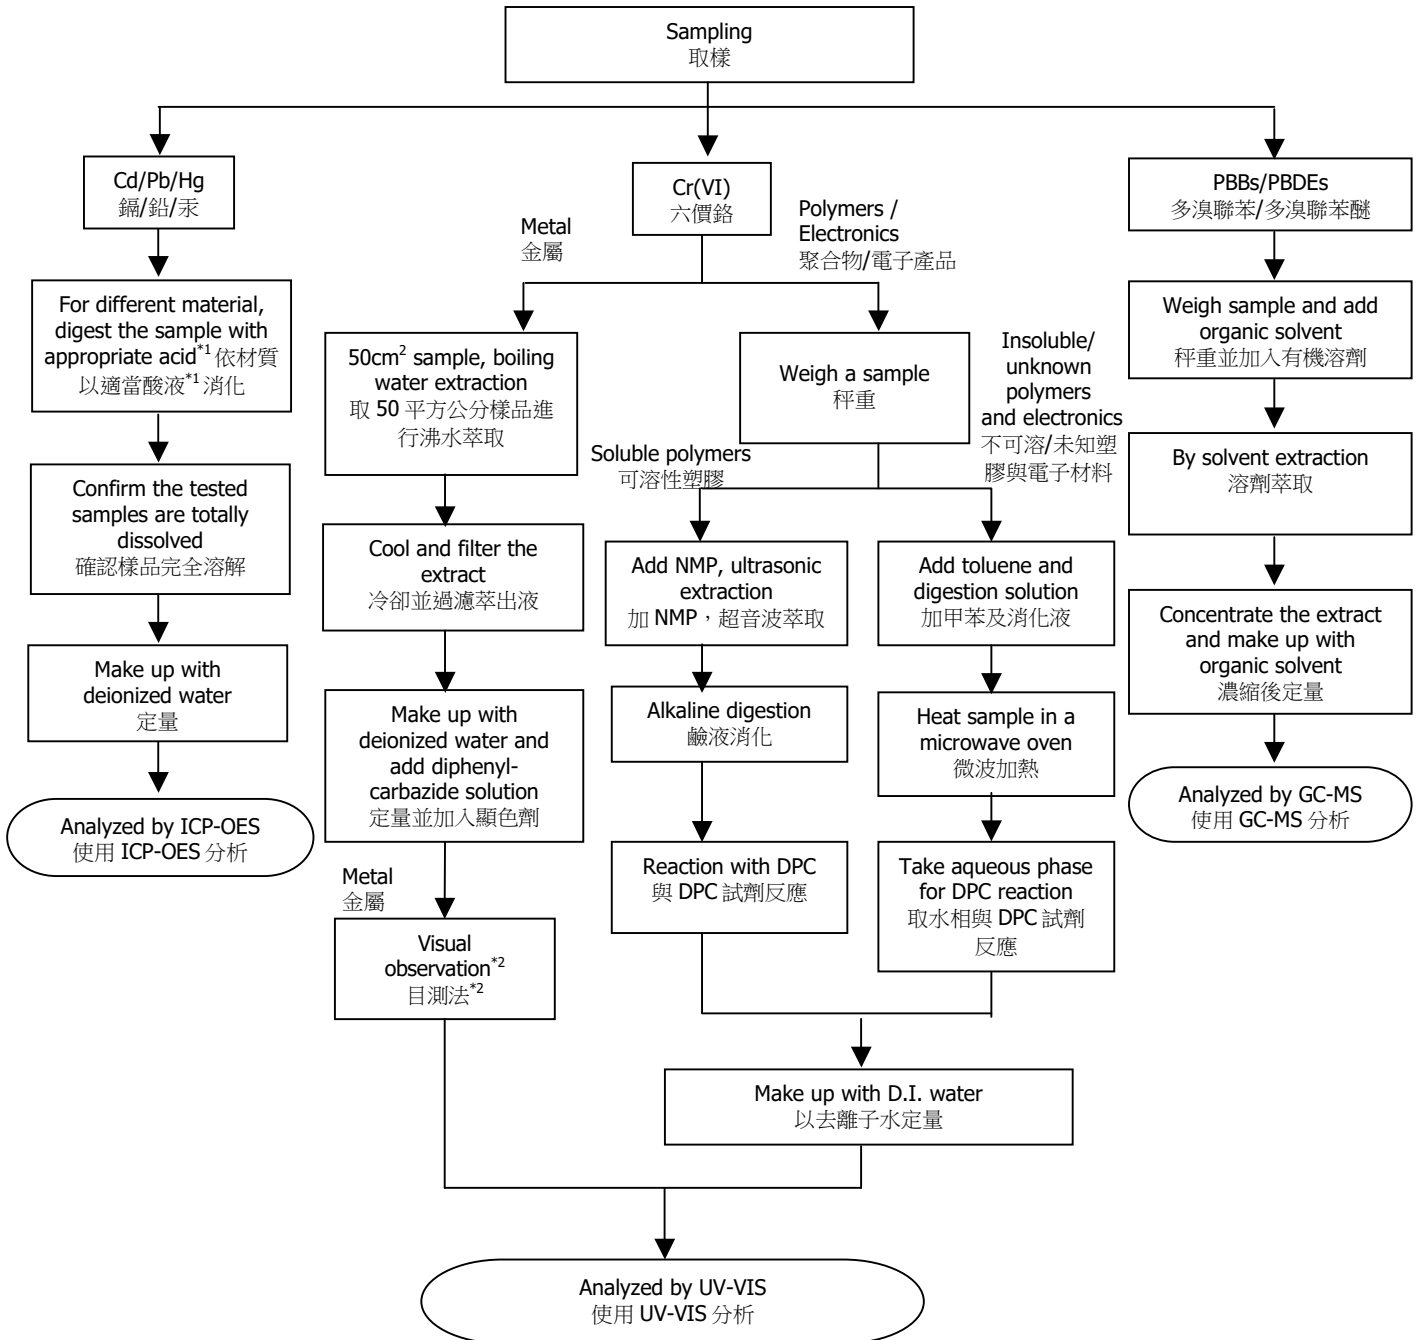 Sampling
取樣
Cd/Pb/Hg
鎘/鉛/汞
Cr(VI)
六價鉻
PBBs/PBDEs
多溴聯苯/多溴聯苯醚
Metal
金屬
Polymers /
Electronics
聚合物/電子產品
For different material,
digest the sample with
appropriate acid*1 依材質
以適當酸液*1 消化
50cm2 sample, boiling
water extraction
取 50 平方公分樣品進
行沸水萃取
Weigh a sample
秤重
Insoluble/
unknown
polymers
and electronics
不可溶/未知塑
膠與電子材料
Weigh sample and add
organic solvent
秤重並加入有機溶劑
Soluble polymers
可溶性塑膠
By solvent extraction
溶劑萃取
Confirm the tested
samples are totally
dissolved
確認樣品完全溶解
Cool and filter the
extract
冷卻並過濾萃出液
Add NMP, ultrasonic
extraction
加 NMP，超音波萃取
Add toluene and
digestion solution
加甲苯及消化液
Concentrate the extract
and make up with
organic solvent
濃縮後定量
Make up with
deionized water
定量
Make up with
deionized water and
add diphenyl-
carbazide solution
定量並加入顯色劑
Alkaline digestion
鹼液消化
Heat sample in a
microwave oven
微波加熱
Analyzed by GC-MS
使用 GC-MS 分析
Analyzed by ICP-OES
使用 ICP-OES 分析
Metal
金屬
Reaction with DPC
與 DPC 試劑反應
Take aqueous phase
for DPC reaction
取水相與 DPC 試劑
反應
Visual
observation*2
目測法*2
Make up with D.I. water
以去離子水定量
Analyzed by UV-VIS
使用 UV-VIS 分析